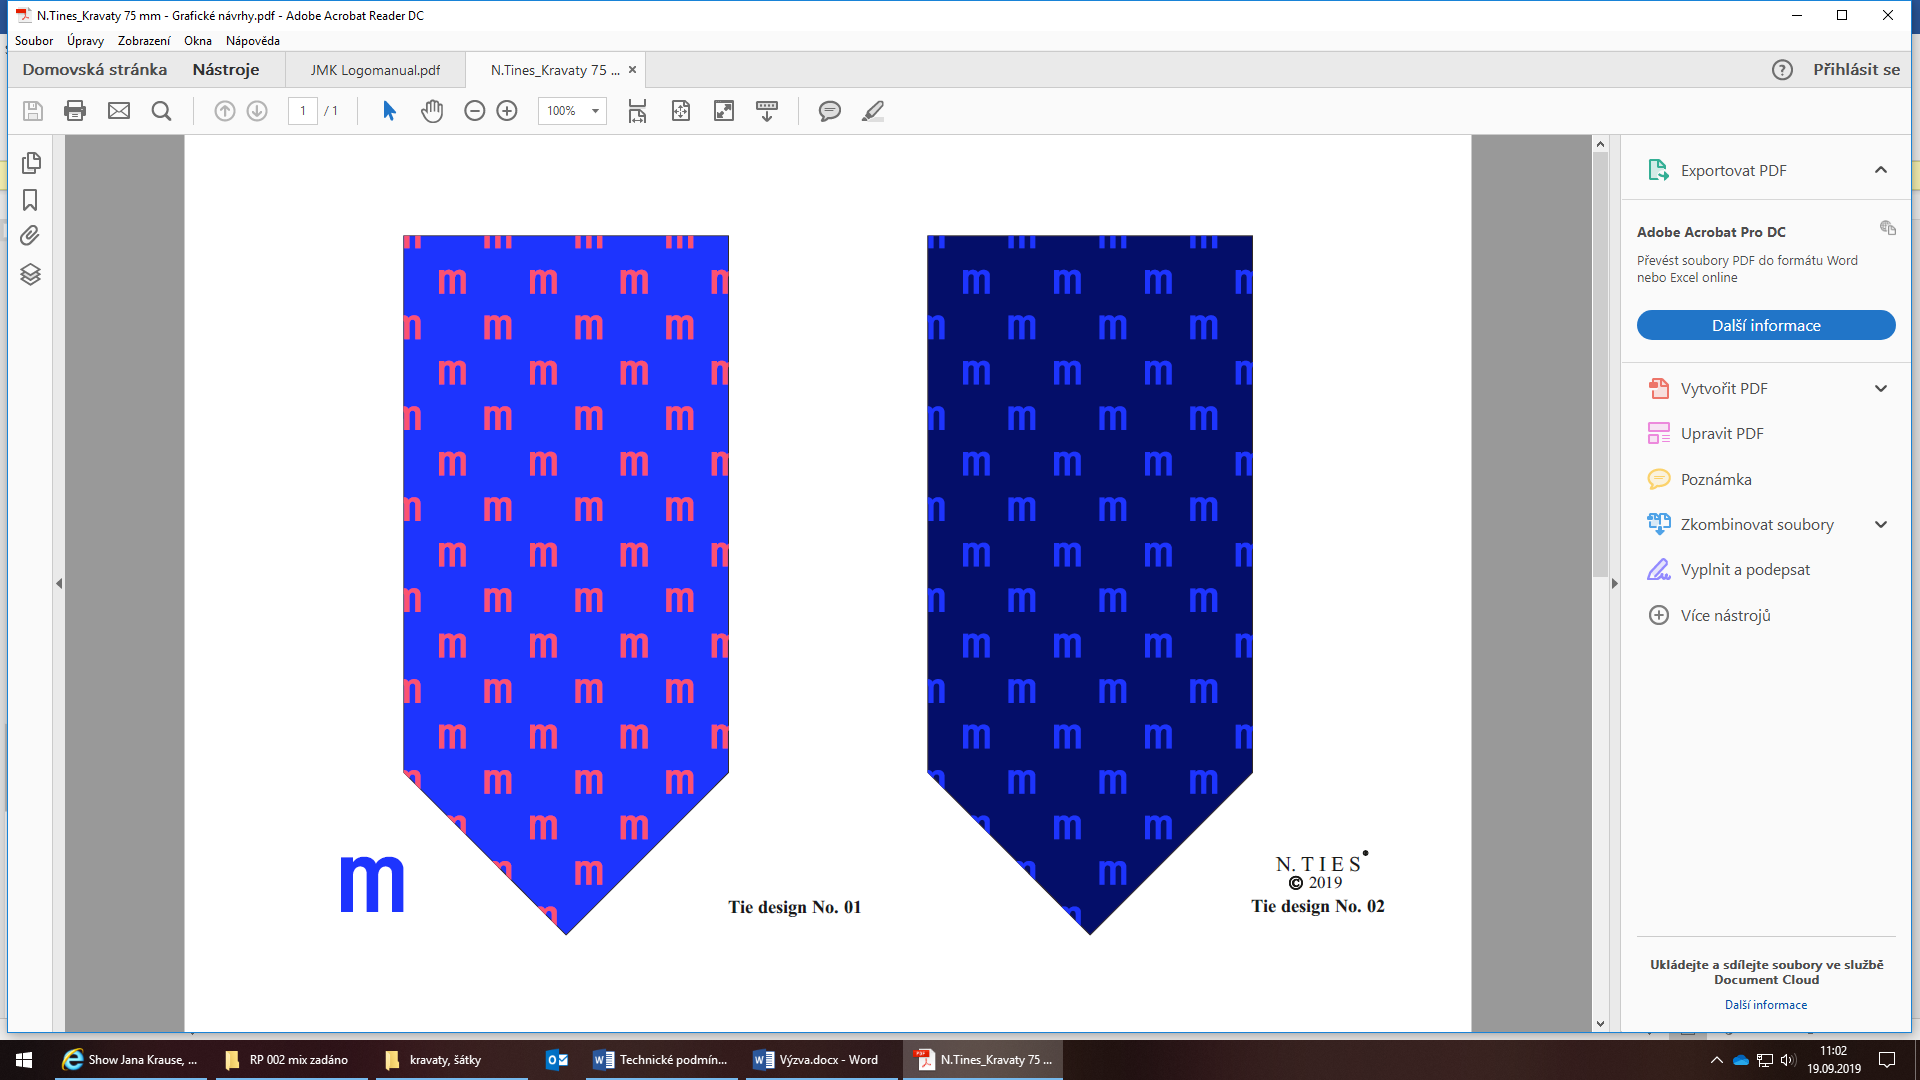 N.Tines_Kravaty 75 mm - Grafické návrhy.pdf - Adobe Acrobat Reader DC
Soubor Úpravy Zobrazení Okna Nápověda
Domovská stránka Nástroje JMK Logomanual.pdf N.Tines_Kravaty 75 ... Přihlásit se
1 / 1 100%
Exportovat PDF
Adobe Acrobat Pro DC
Převést soubory PDF do formátu Word
nebo Excel online
Další informace
Vytvořit PDF
Upravit PDF
Poznámka
Zkombinovat soubory
Vyplnit a podepsat
Více nástrojů
Ukládejte a sdílejte soubory ve službě
Document Cloud
Další informace
m
Tie design No. 01
N. TIES
© 2019
Tie design No. 02
Show Jana Krause, ... RP 002 mix zadáno kravaty, šátky Technické podmín... Výzva.docx - Word N.Tines_Kravaty 75 ...
11:02
19.09.2019